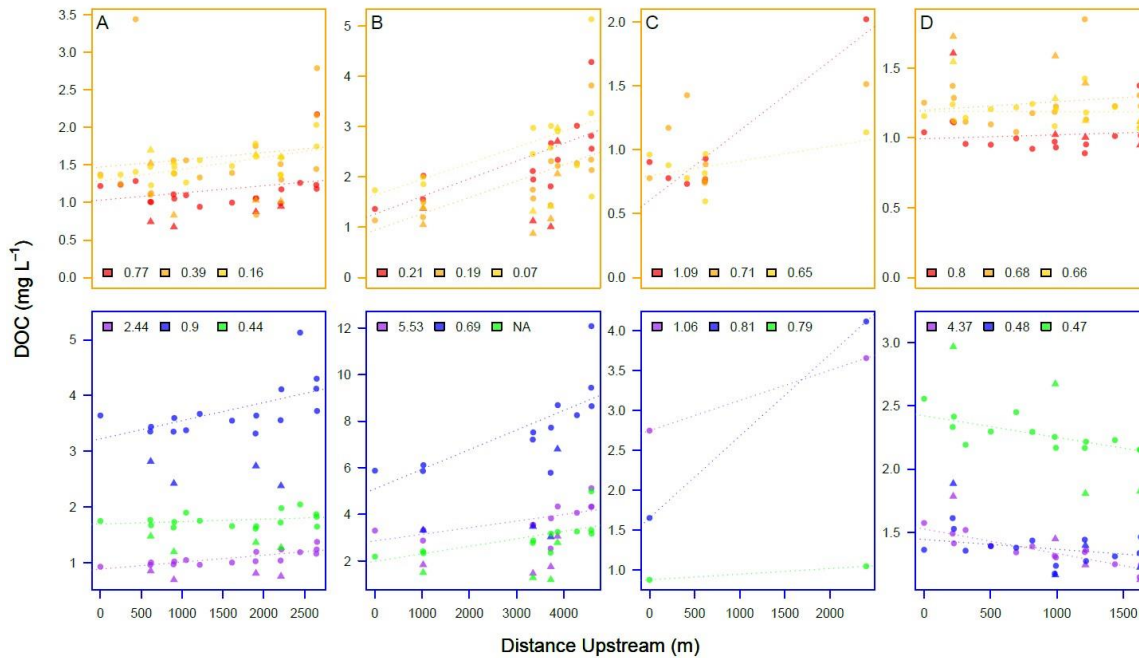 A
B
C
D
3.5
3.0
2.5
2.0
1.5
1.0
0.5
0.0
5
4
3
2
1
0
2.0
1.5
1.0
0.5
0.0
1.5
1.0
0.5
0.0
0.77 0.39 0.16
0.21 0.19 0.07
1.09 0.71 0.65
0.8 0.68 0.66
DOC (mg L⁻¹)
2.44 0.9 0.44
5.53 0.69 NA
1.06 0.81 0.79
4.37 0.48 0.47
5
4
3
2
1
12
10
8
6
4
2
4.0
3.5
3.0
2.5
2.0
1.5
1.0
3.0
2.5
2.0
1.5
0 500 1000 1500 2000 2500
0 1000 2000 3000 4000
0 500 1000 1500 2000
0 500 1000 1500
Distance Upstream (m)